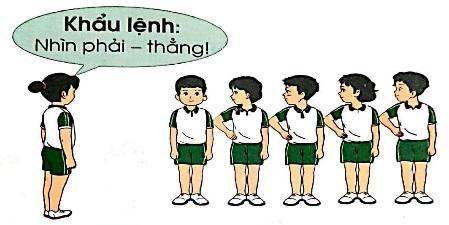 Khẩu lệnh:
Nhìn phải – thẳng!